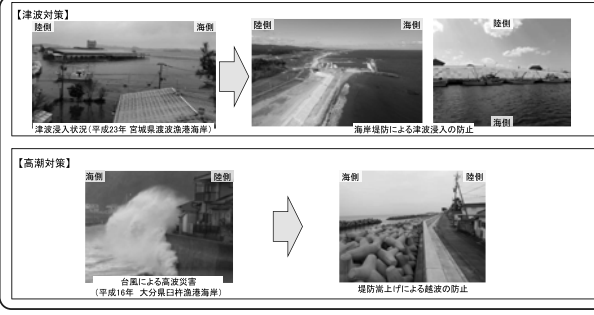 【津波対策】
陸側
海側
陸側
海側
陸側
海側
津波浸入状況(平成23年 宮城県渡波漁港海岸)
海岸堤防による津波浸入の防止
【高潮対策】
海側
陸側
海側
陸側
台風による高波災害
(平成16年 大分県臼杵漁港海岸)
堤防嵩上げによる越波の防止